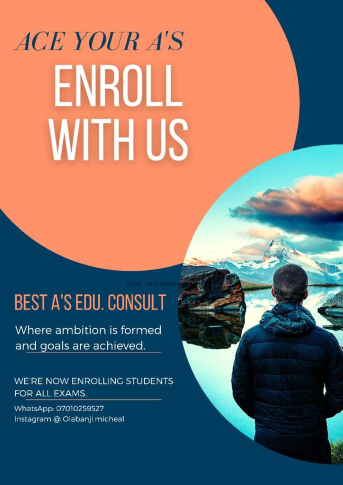 ACE YOUR A'S
ENROLL
WITH US
BEST A'S EDU. CONSULT
Where ambition is formed
and goals are achieved.
WE'RE NOW ENROLLING STUDENTS
FOR ALL EXAMS.
WhatsApp: 07010259527
Instagram @ Olabanji.micheal